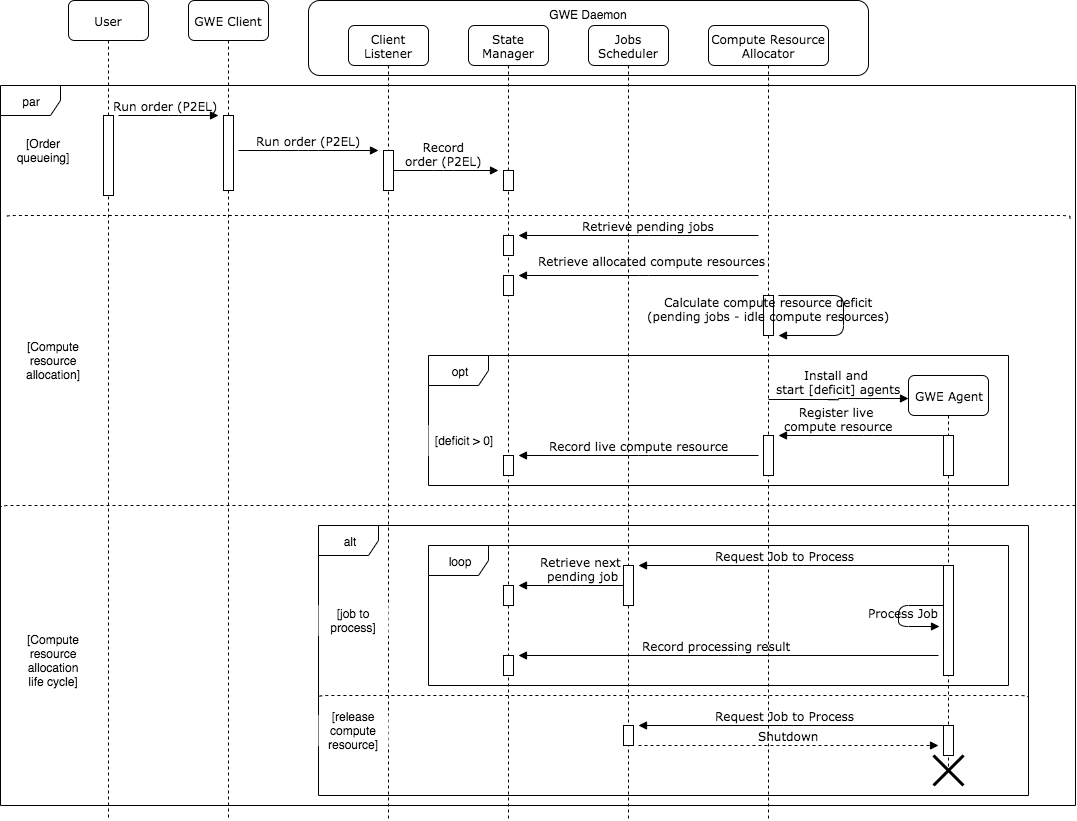 GWE Daemon
User
GWE Client
Client
Listener
State
Manager
Jobs
Scheduler
Compute Resource
Allocator
par
Run order (P2EL)
[Order
queueing]
Run order (P2EL)
Record
order (P2EL)
Retrieve pending jobs
Retrieve allocated compute resources
Calculate compute resource deficit
(pending jobs - idle compute resources)
[Compute
resource
allocation]
opt
Install and
start [deficit] agents
GWE Agent
Register live
compute resource
[deficit > 0]
Record live compute resource
alt
loop
Request Job to Process
Retrieve next
pending job
[job to
process]
Process Job
Record processing result
[Compute
resource
allocation
life cycle]
[release
compute
resource]
Request Job to Process
Shutdown